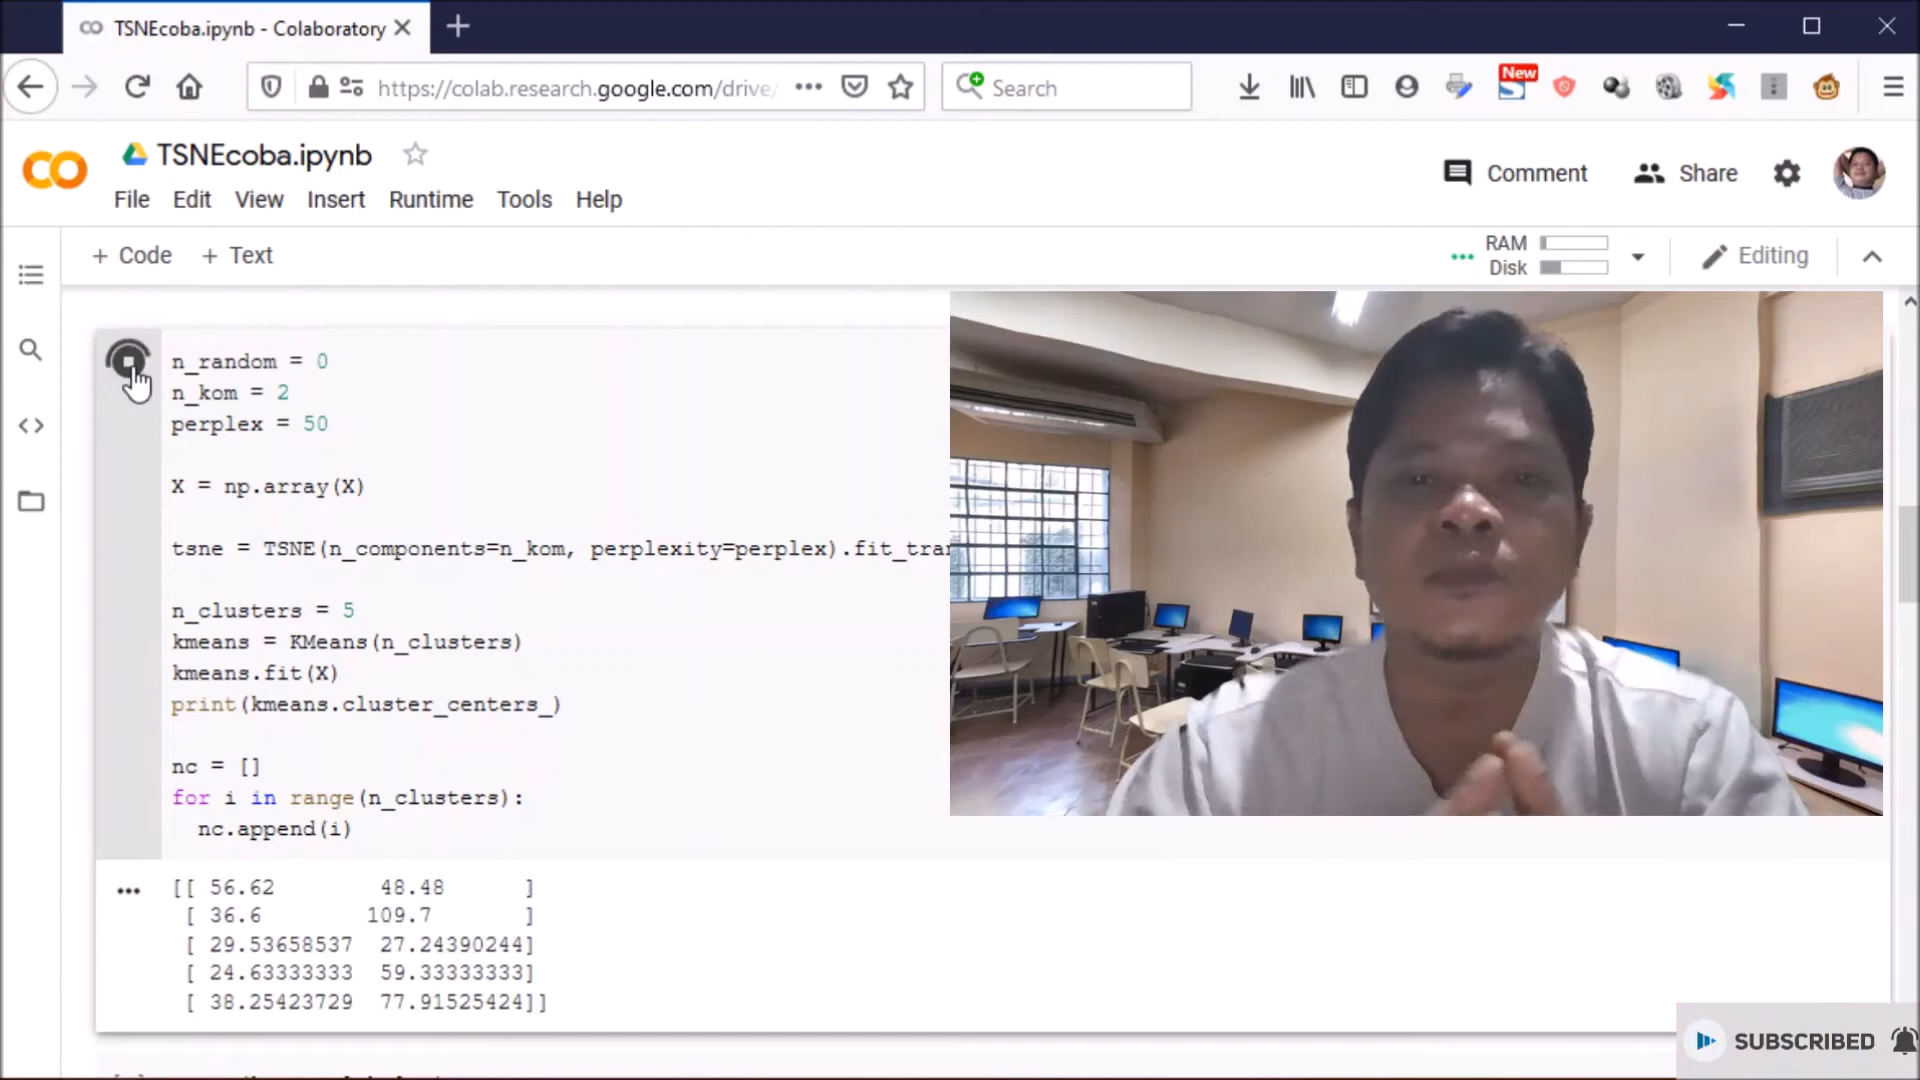 TSNEcoba.ipynb - Colaboratory
https://colab.research.google.com/drive/
Search
New
TSNEcoba.ipynb
Comment
Share
File Edit View Insert Runtime Tools Help
+ Code + Text
RAM
Disk
Editing
n_random = 0
n_kom = 2
perplex = 50
X = np.array(X)
tsne = TSNE(n_components=n_kom, perplexity=perplex).fit_tran
n_clusters = 5
kmeans = KMeans(n_clusters)
kmeans.fit(X)
print(kmeans.cluster_centers_)
nc = []
for i in range(n_clusters):
nc.append(i)
[[ 56.62 48.48 ]
[ 36.6 109.7 ]
[ 29.53658537 27.24390244]
[ 24.63333333 59.33333333]
[ 38.25423729 77.91525424]]
SUBSCRIBED